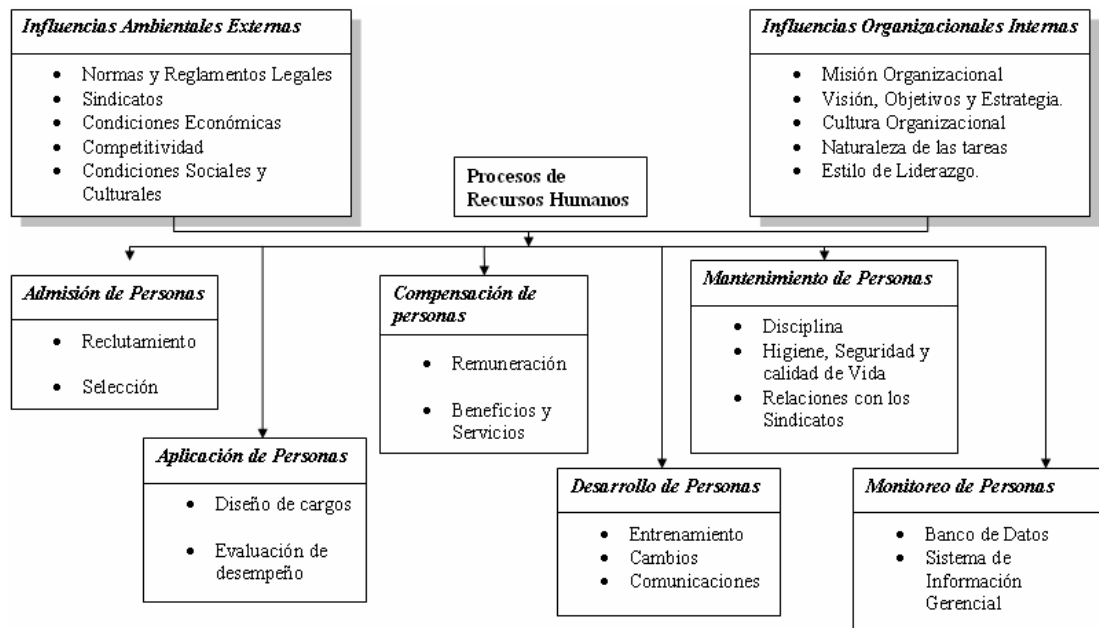 Influencias Ambientales Externas
• Normas y Reglamentos Legales
• Sindicatos
• Condiciones Económicas
• Competitividad
• Condiciones Sociales y
Culturales
Influencias Organizacionales Internas
• Misión Organizacional
• Visión, Objetivos y Estrategia.
• Cultura Organizacional
• Naturaleza de las tareas
• Estilo de Liderazgo.
Procesos de
Recursos Humanos
Admisión de Personas
• Reclutamiento
• Selección
Aplicación de Personas
• Diseño de cargos
• Evaluación de
desempeño
Compensación de
personas
• Remuneración
• Beneficios y
Servicios
Desarrollo de Personas
• Entrenamiento
• Cambios
• Comunicaciones
Mantenimiento de Personas
• Disciplina
• Higiene, Seguridad y
calidad de Vida
• Relaciones con los
Sindicatos
Monitoreo de Personas
• Banco de Datos
• Sistema de
Información
Gerencial